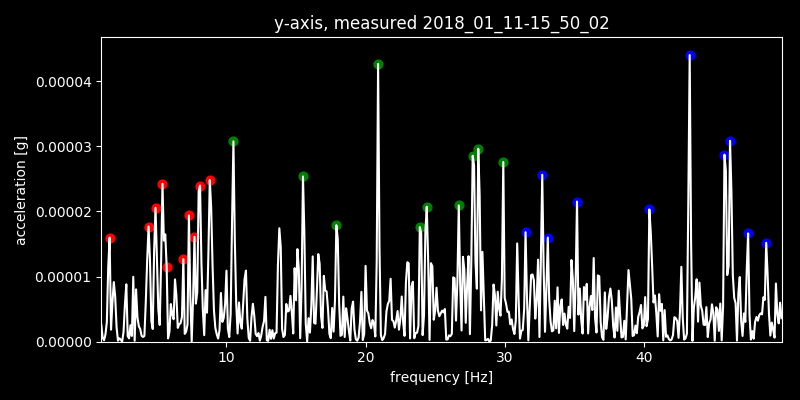 y-axis, measured 2018_01_11-15_50_02
0.00004
0.00003
0.00002
0.00001
0.00000
acceleration [g]
10 20 30 40
frequency [Hz]